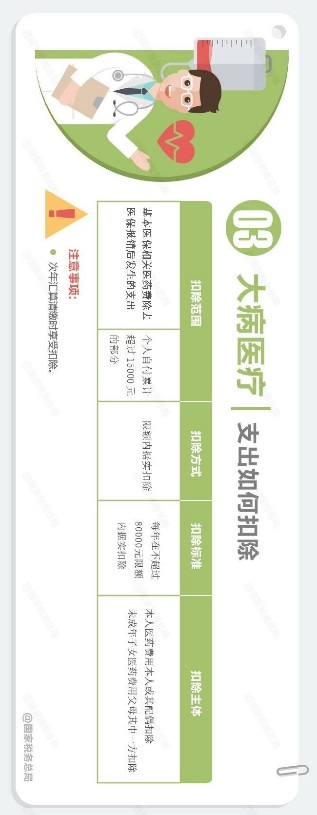 03 大病医疗 支出如何扣除
扣除范围
扣除方式
扣除标准
扣除主体
基本医保相关医药费除去
医保报销后发生的支出
个人自付累计
超过 15000 元
的部分
限额内据实扣除
每年在不超过
80000元限额
内据实扣除
本人医药费用本人或其配偶扣除
未成年子女医药费用父母其中一方扣除
注意事项：
次年汇算清缴时享受扣除。
@国家税务总局